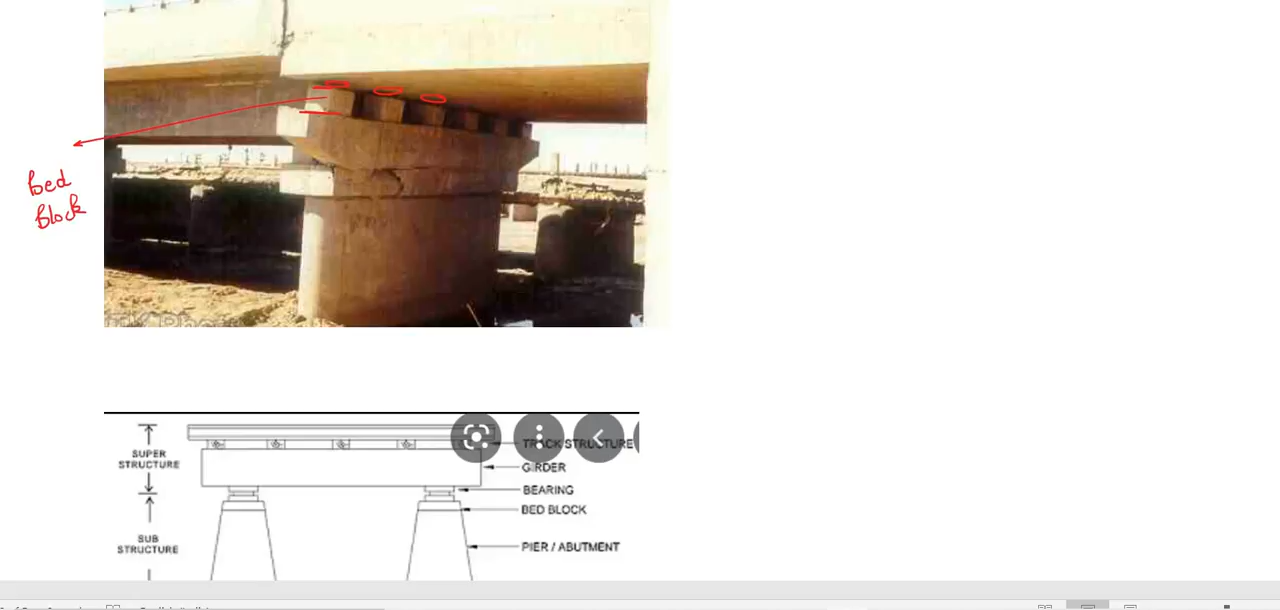 Bed
Block
TRACK STRUCTURE
SUPER
STRUCTURE
GIRDER
BEARING
BED BLOCK
SUB
STRUCTURE
PIER / ABUTMENT